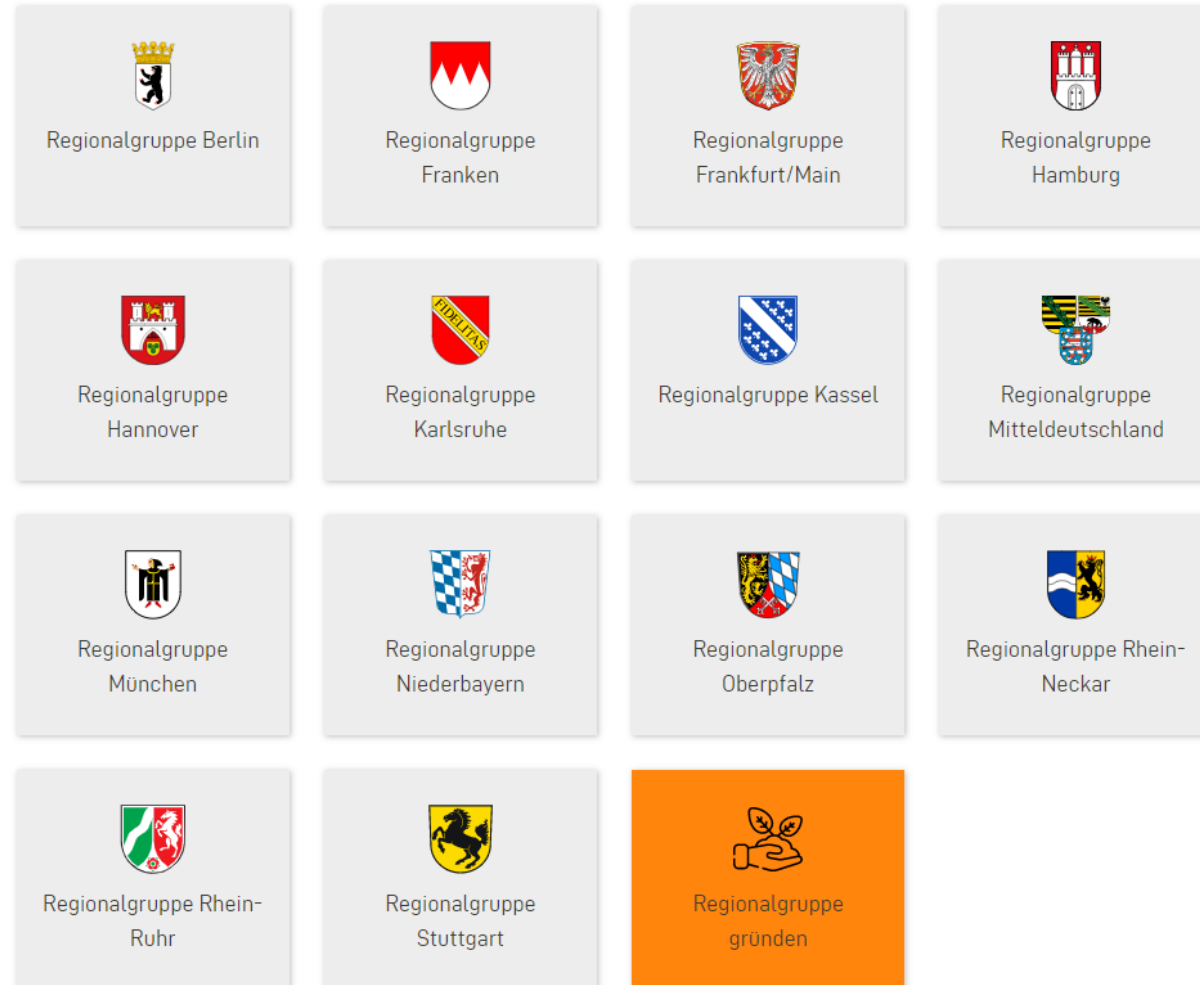 Regionalgruppe Berlin
Regionalgruppe
Franken
Regionalgruppe
Frankfurt/Main
Regionalgruppe
Hamburg
Regionalgruppe
Hannover
FIDELITAS
Regionalgruppe
Karlsruhe
Regionalgruppe Kassel
Regionalgruppe
Mitteldeutschland
Regionalgruppe
München
Regionalgruppe
Niederbayern
Regionalgruppe
Oberpfalz
Regionalgruppe Rhein-
Neckar
Regionalgruppe Rhein-
Ruhr
Regionalgruppe
Stuttgart
Regionalgruppe
gründen